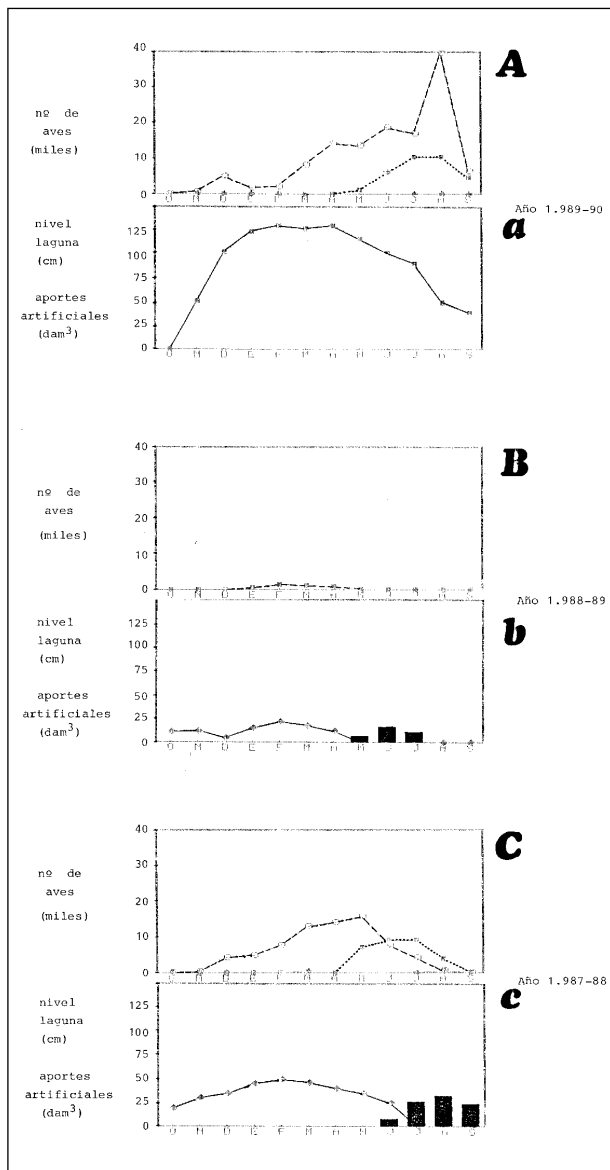 A
40
30
20
10
0
nº de
aves
(miles)
Año 1.989-90
a
nivel
laguna
(cm)
aportes
artificiales
(dam³)
125
100
75
50
25
0
O N D E F M A M J J A S
B
40
30
20
10
0
nº de
aves
(miles)
Año 1.988-89
b
nivel
laguna
(cm)
aportes
artificiales
(dam³)
125
100
75
50
25
0
O N D E F M A M J J A S
C
40
30
20
10
0
nº de
aves
(miles)
Año 1.987-88
c
nivel
laguna
(cm)
aportes
artificiales
(dam³)
125
100
75
50
25
0
O N D E F M A M J J A S